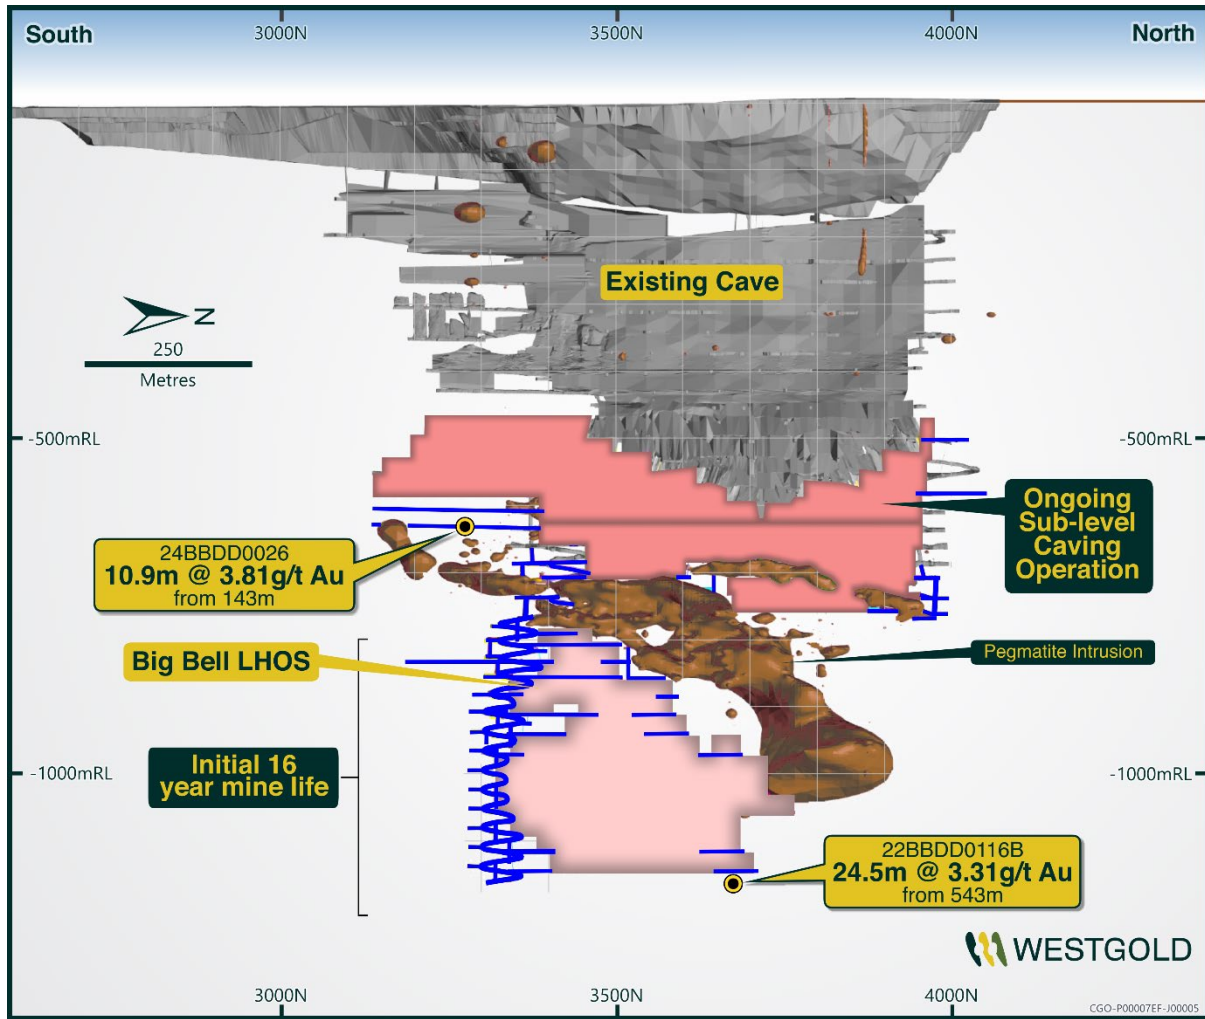 South
3000N
3500N
4000N
North
Existing Cave
N
250
Metres
-500mRL
-500mRL
Ongoing
Sub-level
Caving
Operation
24BBDD0026
10.9m @ 3.81g/t Au
from 143m
Big Bell LHOS
Pegmatite Intrusion
Initial 16
year mine life
-1000mRL
-1000mRL
22BBDD0116B
24.5m @ 3.31g/t Au
from 543m
WESTGOLD
3000N
3500N
4000N
CGO-P00007EF-J00005